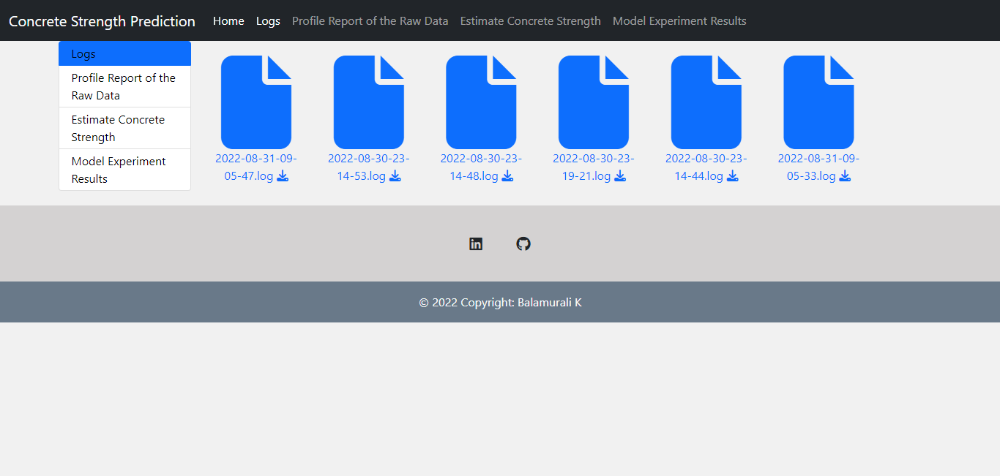 Concrete Strength Prediction Home Logs Profile Report of the Raw Data Estimate Concrete Strength Model Experiment Results
Logs
Profile Report of the
Raw Data
Estimate Concrete
Strength
Model Experiment
Results
2022-08-31-09-
05-47.log
2022-08-30-23-
14-53.log
2022-08-30-23-
14-48.log
2022-08-30-23-
19-21.log
2022-08-30-23-
14-44.log
2022-08-31-09-
05-33.log
in
© 2022 Copyright: Balamurali K